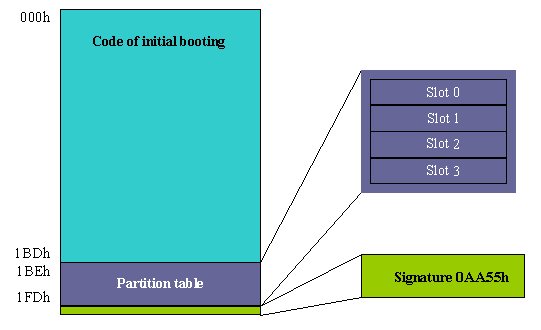 000h
Code of initial booting
Slot 0
Slot 1
Slot 2
Slot 3
1BDh
1BEh
Partition table
1FDh
Signature 0AA55h